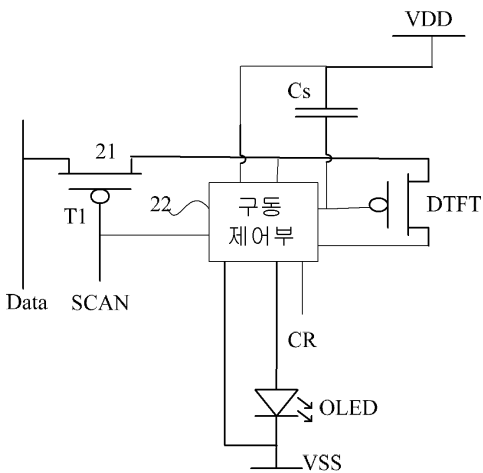 VDD
Cs
21
T1
22
구동
제어부
DTFT
Data
SCAN
CR
OLED
VSS